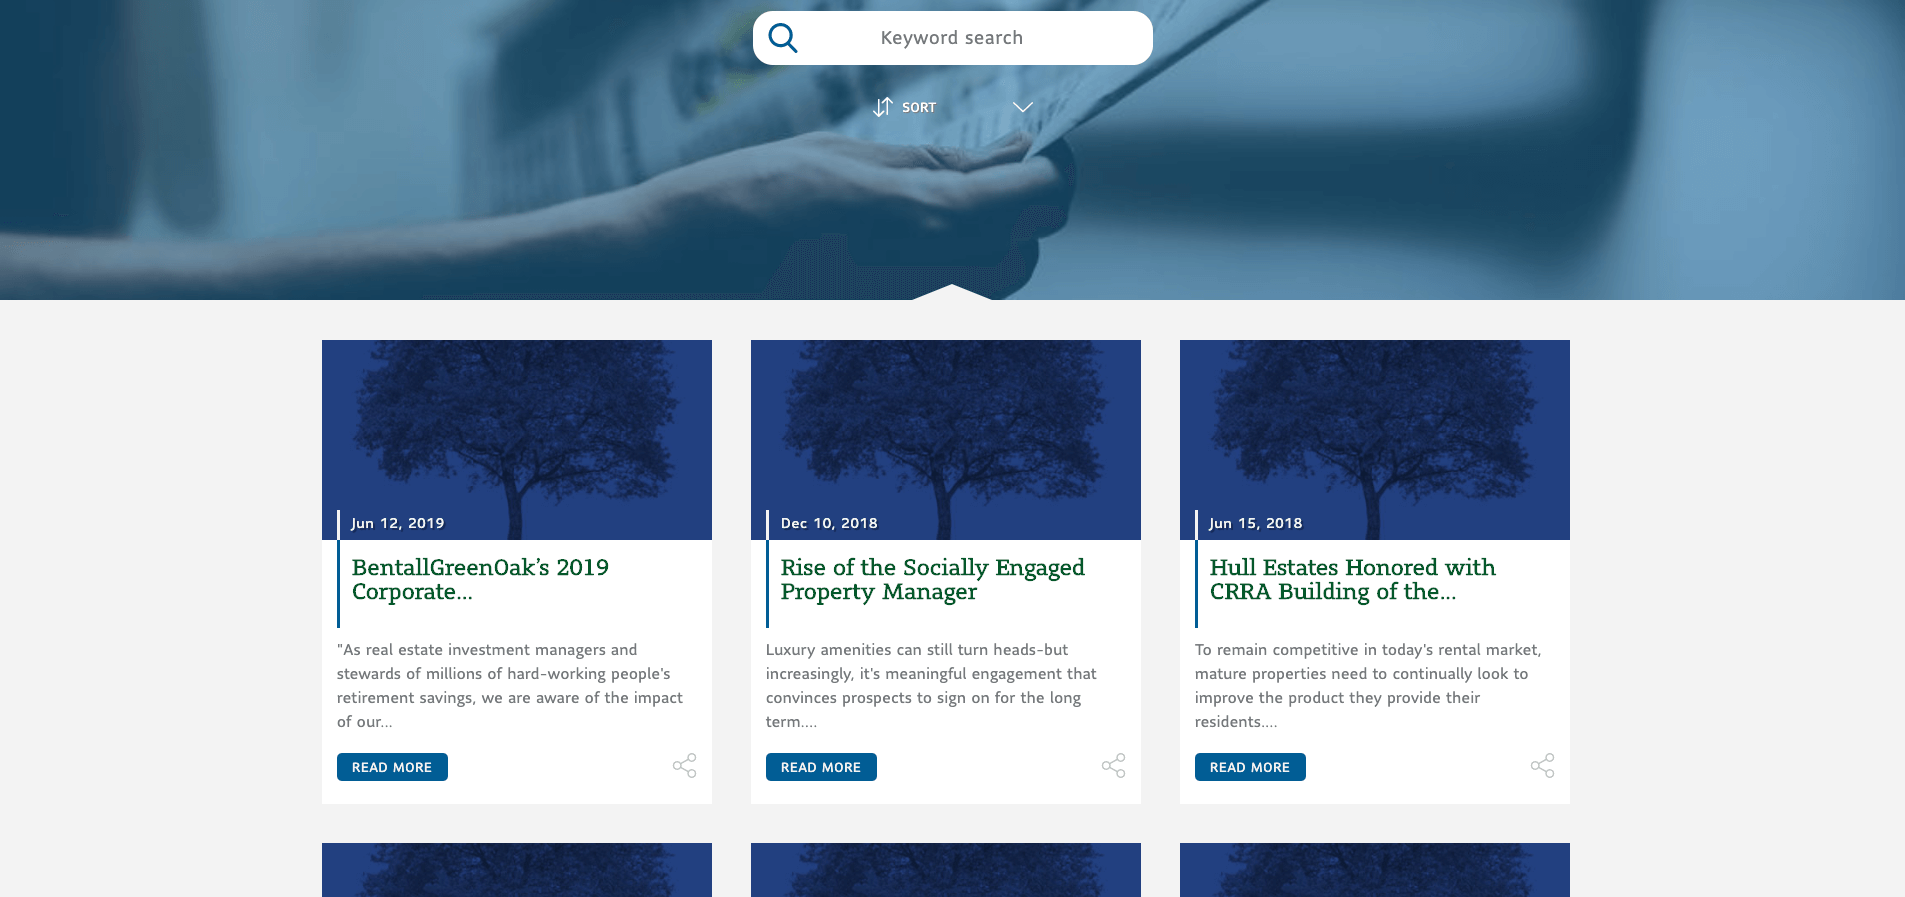 Keyword search
SORT
Jun 12, 2019
BentallGreenOak’s 2019
Corporate...
"As real estate investment managers and
stewards of millions of hard-working people's
retirement savings, we are aware of the impact
of our...
READ MORE
Dec 10, 2018
Rise of the Socially Engaged
Property Manager
Luxury amenities can still turn heads-but
increasingly, it's meaningful engagement that
convinces prospects to sign on for the long
term....
READ MORE
Jun 15, 2018
Hull Estates Honored with
CRRA Building of the...
To remain competitive in today's rental market,
mature properties need to continually look to
improve the product they provide their
residents....
READ MORE